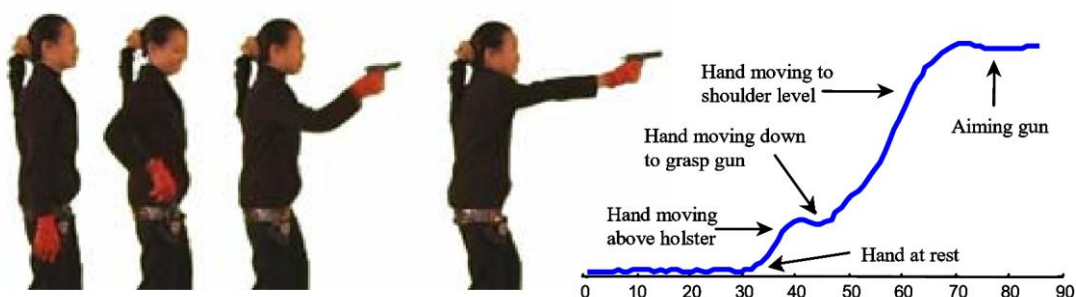 Hand moving to
shoulder level
Aiming gun
Hand moving down
to grasp gun
Hand moving
above holster
Hand at rest
0 10 20 30 40 50 60 70 80 90